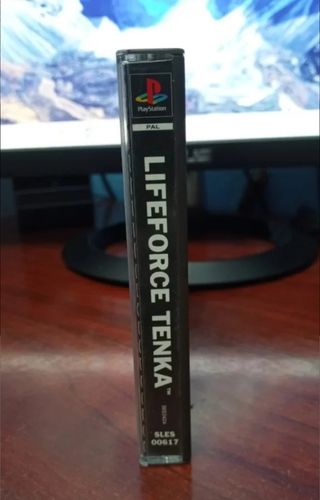 PlayStation
PAL
LIFEFORCE TENKA™
SLES
00617